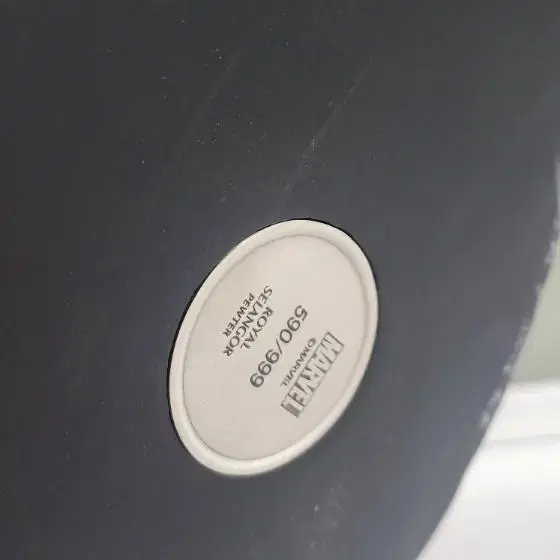 MARVEL
©MARVEL
590/999
ROYAL
SELANGOR
PEWTER